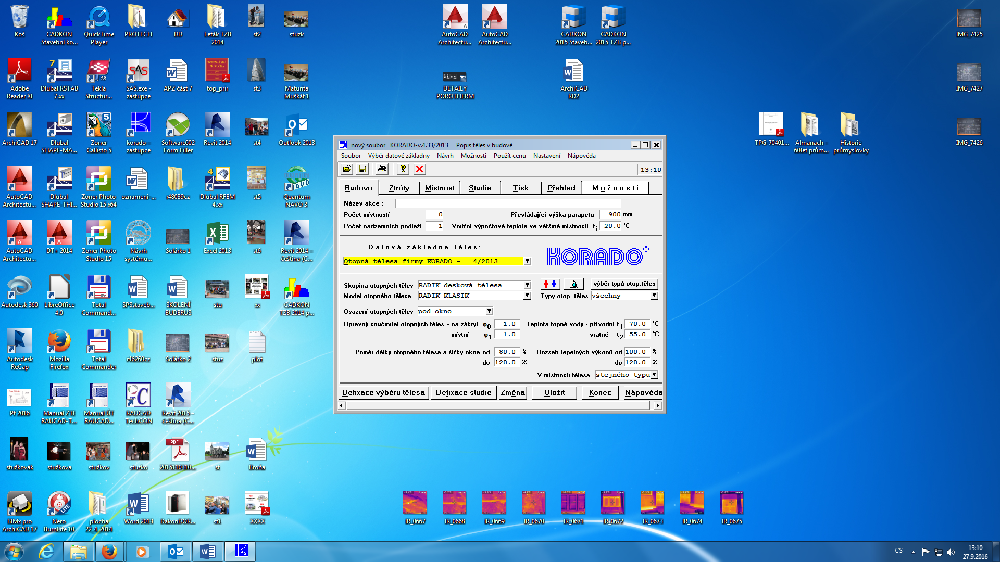 Koš
CADKON
Stavební ko...
QuickTime
Player
PROTECH
DD
Leták TZB
2014
st2
stuzk
AutoCAD
Architectu...
AutoCAD
Architectu...
CADKON
2015 Staveb...
CADKON
2015 TZB p...
IMG_7425
Adobe
Reader XI
Dlubal RSTAB
7.xx
Tekla
Structur...
SAS.exe -
zástupce
APZ část 7
top_prir
st3
Maturita
Muškát 1
DETAILY
POROTHERM
ArchiCAD
RD2
IMG_7427
ArchiCAD 17
Dlubal
SHAPE-MA...
Zoner
Callisto 5
korado –
zástupce
Software602
Form Filler
Revit 2014
st4
Outlook 2013
TPG-70401...
Almanach -
60let prům...
Historie
průmyslovky
IMG_7426
AutoCAD
Architectu...
Dlubal
SHAPE-THI...
Zoner Photo
Studio 15 x64
oznameni-...
r48039cz
Dlubal RFEM
4.xx
st5
Quantum
NAVO 3
AutoCAD
Architectu...
DT+ 2014
Zoner Photo
Studio 15
Návrh
systému...
Solárko 1
Excel 2013
st6
Revit 2014 –
čeština (C...
Autodesk 360
LibreOffice
4.0
Total
Command...
SPSstaveb...
ŠKOLENÍ
BUDERUS
stu
xx
CADKON
TZB 2014 p...
Autodesk
ReCap
Mozilla
Firefox
Total
Commander
r46260cz
Solárko 2
stuz
plot
Pf 2016
Manuál ZTI
RAUCAD-T...
Manuál ÚT
RAUCAD...
RAUCAD
TechCON
Revit 2015 –
čeština (C...
stužkovák
stužkova
stužkov
stuzko
2015110310...
st
Broňa
BIMx pro
ArchiCAD 17
Nero
BurnLite 10
plocha
22_4_2014
Word 2013
DakonDOR...
st1
XXXX
IR_0667
IR_0668
IR_0669
IR_0670
IR_0671
IR_0672
IR_0673
IR_0674
IR_0675
nový soubor KORADO-v.4.33/2013 Popis těles v budově
Soubor Výběr datové základny Návrh Možnosti Použít cenu Nastavení Nápověda
13:10
Budova Ztráty Místnost Studie Tisk Přehled Možnosti
Název akce :
Počet místností 0 Převládající výška parapetu 900 mm
Počet nadzemních podlaží 1 Vnitřní výpočtová teplota ve většině místností ti 20.0 °C
Datová základna těles:
Otopná tělesa firmy KORADO - 4/2013
KORADO®
Skupina otopných těles RADIK desková tělesa výběr typů otop.těles
Model otopného tělesa RADIK KLASIK Typy otop. těles všechny
Osazení otopných těles pod okno
Opravný součinitel otopných těles - na zákryt φ0 1.0 Teplota topné vody - přívodní t1 70.0 °C
- místní φ1 1.0 - vratné t2 55.0 °C
Poměr délky otopného tělesa a šířky okna od 80.0 % Rozsah tepelných výkonů od 100.0 %
do 120.0 % do 120.0 %
V místnosti tělesa stejného typu
Defixace výběru tělesa Defixace studie Změna Uložit Konec Nápověda
CS
13:10
27.9.2016